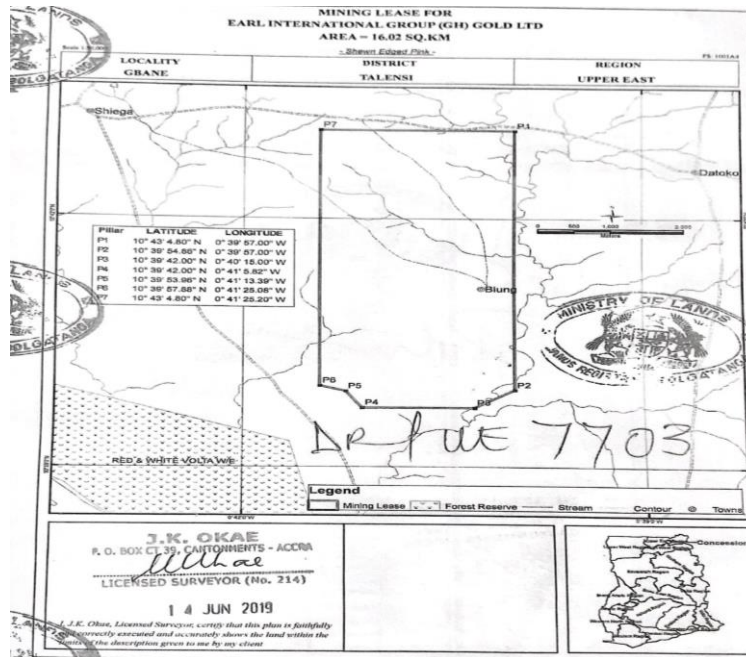 MINING LEASE FOR
EARL INTERNATIONAL GROUP (GH) GOLD LTD
AREA = 16.02 SQ.KM
- Shewn Edged Pink -
LOCALITY
GBANE
DISTRICT
TALENSI
REGION
UPPER EAST
Shiega
P7
P1
Datoko
Pillar LATITUDE LONGITUDE
P1 10° 43' 4.80" N 0° 39' 57.00" W
P2 10° 39' 54.86" N 0° 39' 57.00" W
P3 10° 39' 42.00" N 0° 40' 15.00" W
P4 10° 39' 42.00" N 0° 41' 5.82" W
P5 10° 39' 53.96" N 0° 41' 13.39" W
P6 10° 39' 57.88" N 0° 41' 25.08" W
P7 10° 43' 4.80" N 0° 41' 25.20" W
Meters
Blung
MINISTRY OF LANDS
P6
P5
P4
P3
P2
7703
RED & WHITE VOLTA W/E
Legend
Mining Lease
Forest Reserve
Stream
Contour
Towns
J.K. OKAE
P. O. BOX CT 39, CANTONMENTS - ACCRA
LICENSED SURVEYOR (No. 214)
14 JUN 2019
I, J.K. Okae, Licensed Surveyor, certify that this plan is faithfully
and correctly executed and accurately shows the land within the
limits of the description given to me by my client
Concession